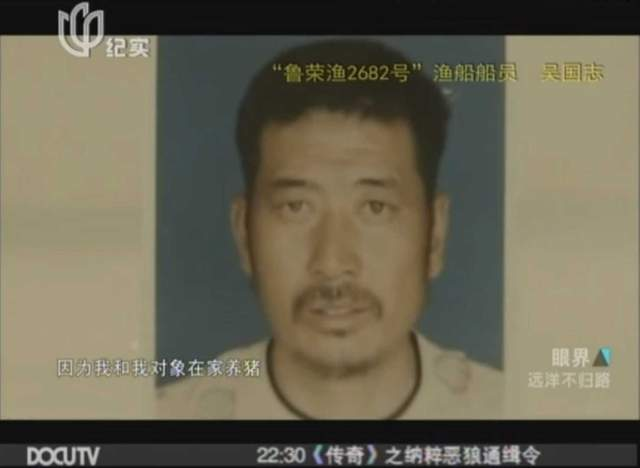 纪实
“鲁荣渔2682号”渔船船员 吴国志
因为我和我对象在家养猪
眼界
远洋不归路
DOCUTV
22:30《传奇》之纳粹恶狼通缉令